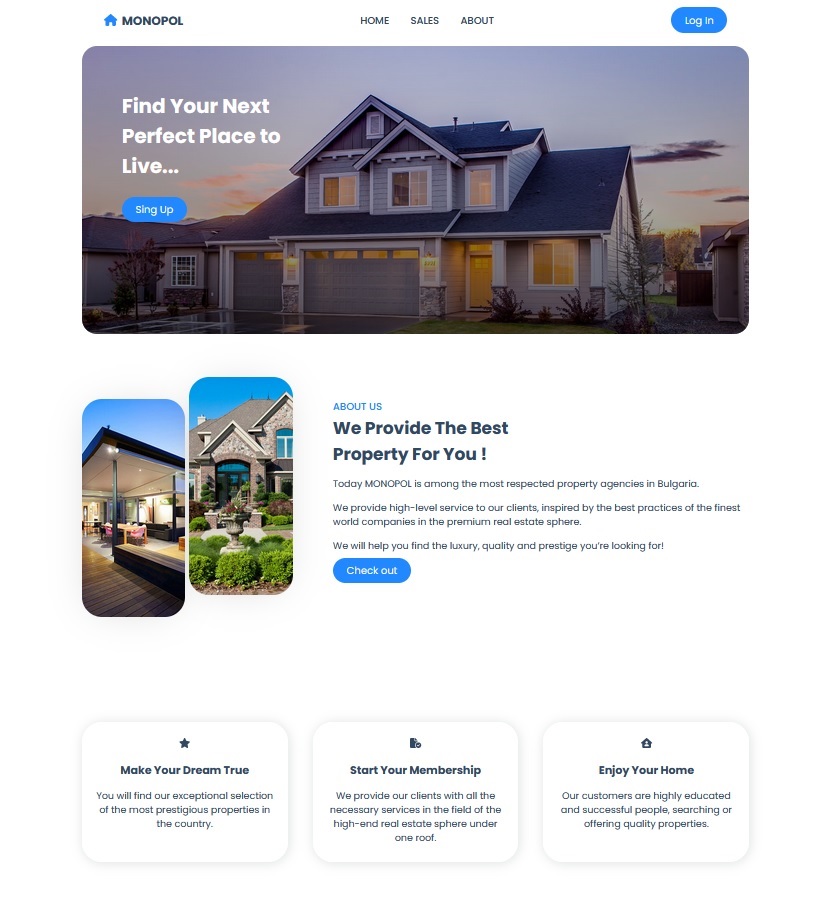 MONOPOL
HOME SALES ABOUT
Log In
Find Your Next
Perfect Place to
Live...
Sing Up
ABOUT US
We Provide The Best
Property For You !
Today MONOPOL is among the most respected property agencies in Bulgaria.
We provide high-level service to our clients, inspired by the best practices of the finest
world companies in the premium real estate sphere.
We will help you find the luxury, quality and prestige you're looking for!
Check out
Make Your Dream True
You will find our exceptional selection
of the most prestigious properties in
the country.
Start Your Membership
We provide our clients with all the
necessary services in the field of the
high-end real estate sphere under
one roof.
Enjoy Your Home
Our customers are highly educated
and successful people, searching or
offering quality properties.